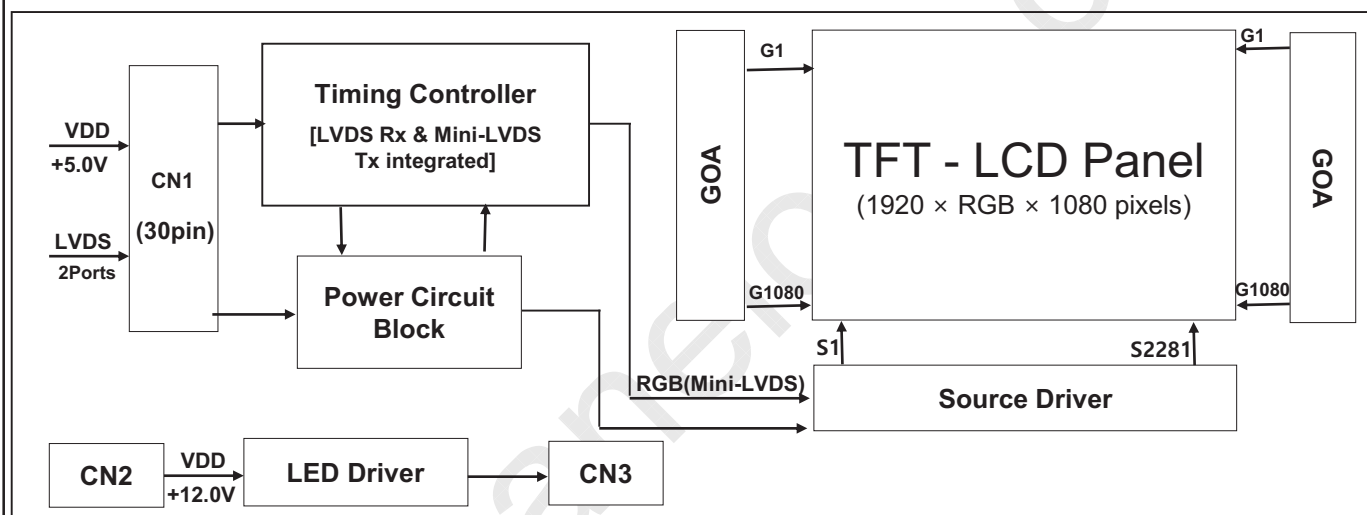 VDD
+5.0V
LVDS
2Ports
CN1
(30pin)
Timing Controller
[LVDS Rx & Mini-LVDS
Tx integrated]
Power Circuit
Block
GOA
G1
G1080
TFT - LCD Panel
(1920 × RGB × 1080 pixels)
G1
G1080
GOA
S1
S2281
RGB(Mini-LVDS)
Source Driver
CN2
VDD
+12.0V
LED Driver
CN3